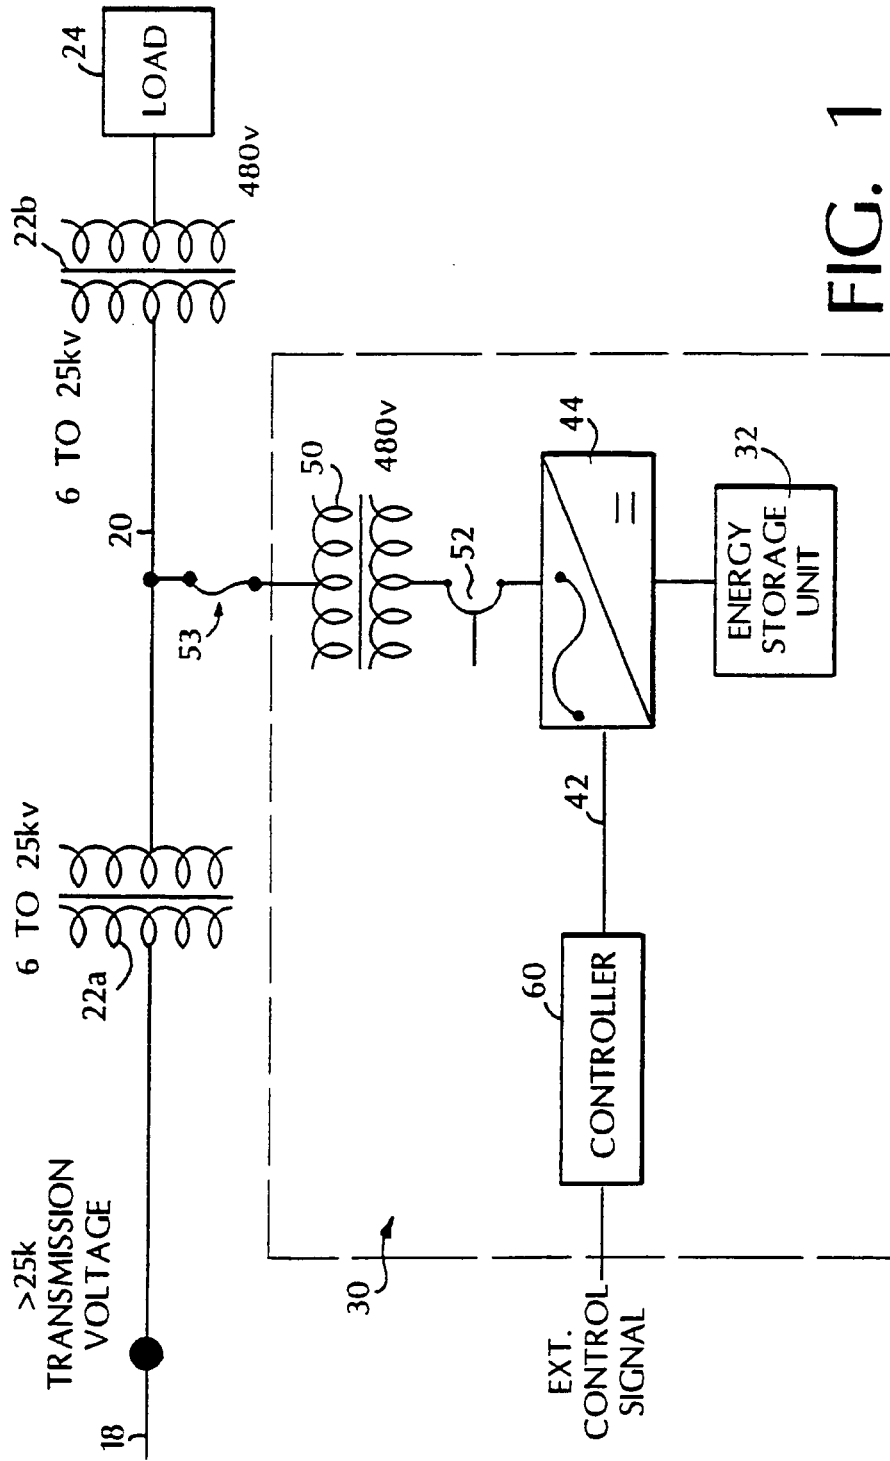 >25k
TRANSMISSION
VOLTAGE
18
6 TO 25kv
22a
20
6 TO 25kv
22b
480v
24
LOAD
53
30
50
480v
52
44
42
60
CONTROLLER
EXT.
CONTROL
SIGNAL
32
ENERGY
STORAGE
UNIT
FIG. 1